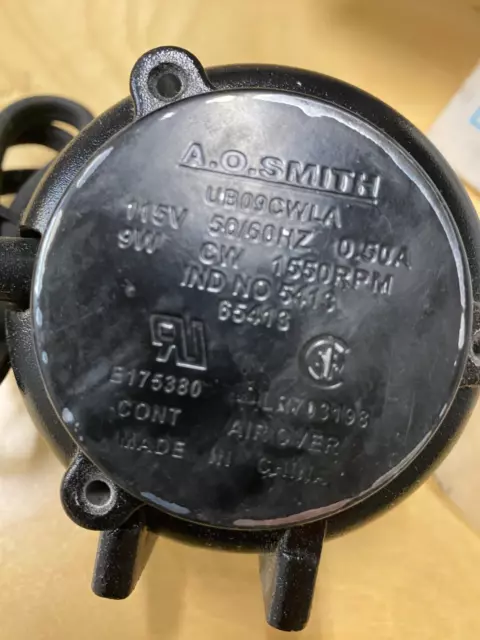 A.O.SMITH
UB09CWLA
115V 50/60HZ 0.50A
9W CW 1550RPM
IND NO 5418
65418
E175380
CONT AIR OVER
MADE IN CHINA